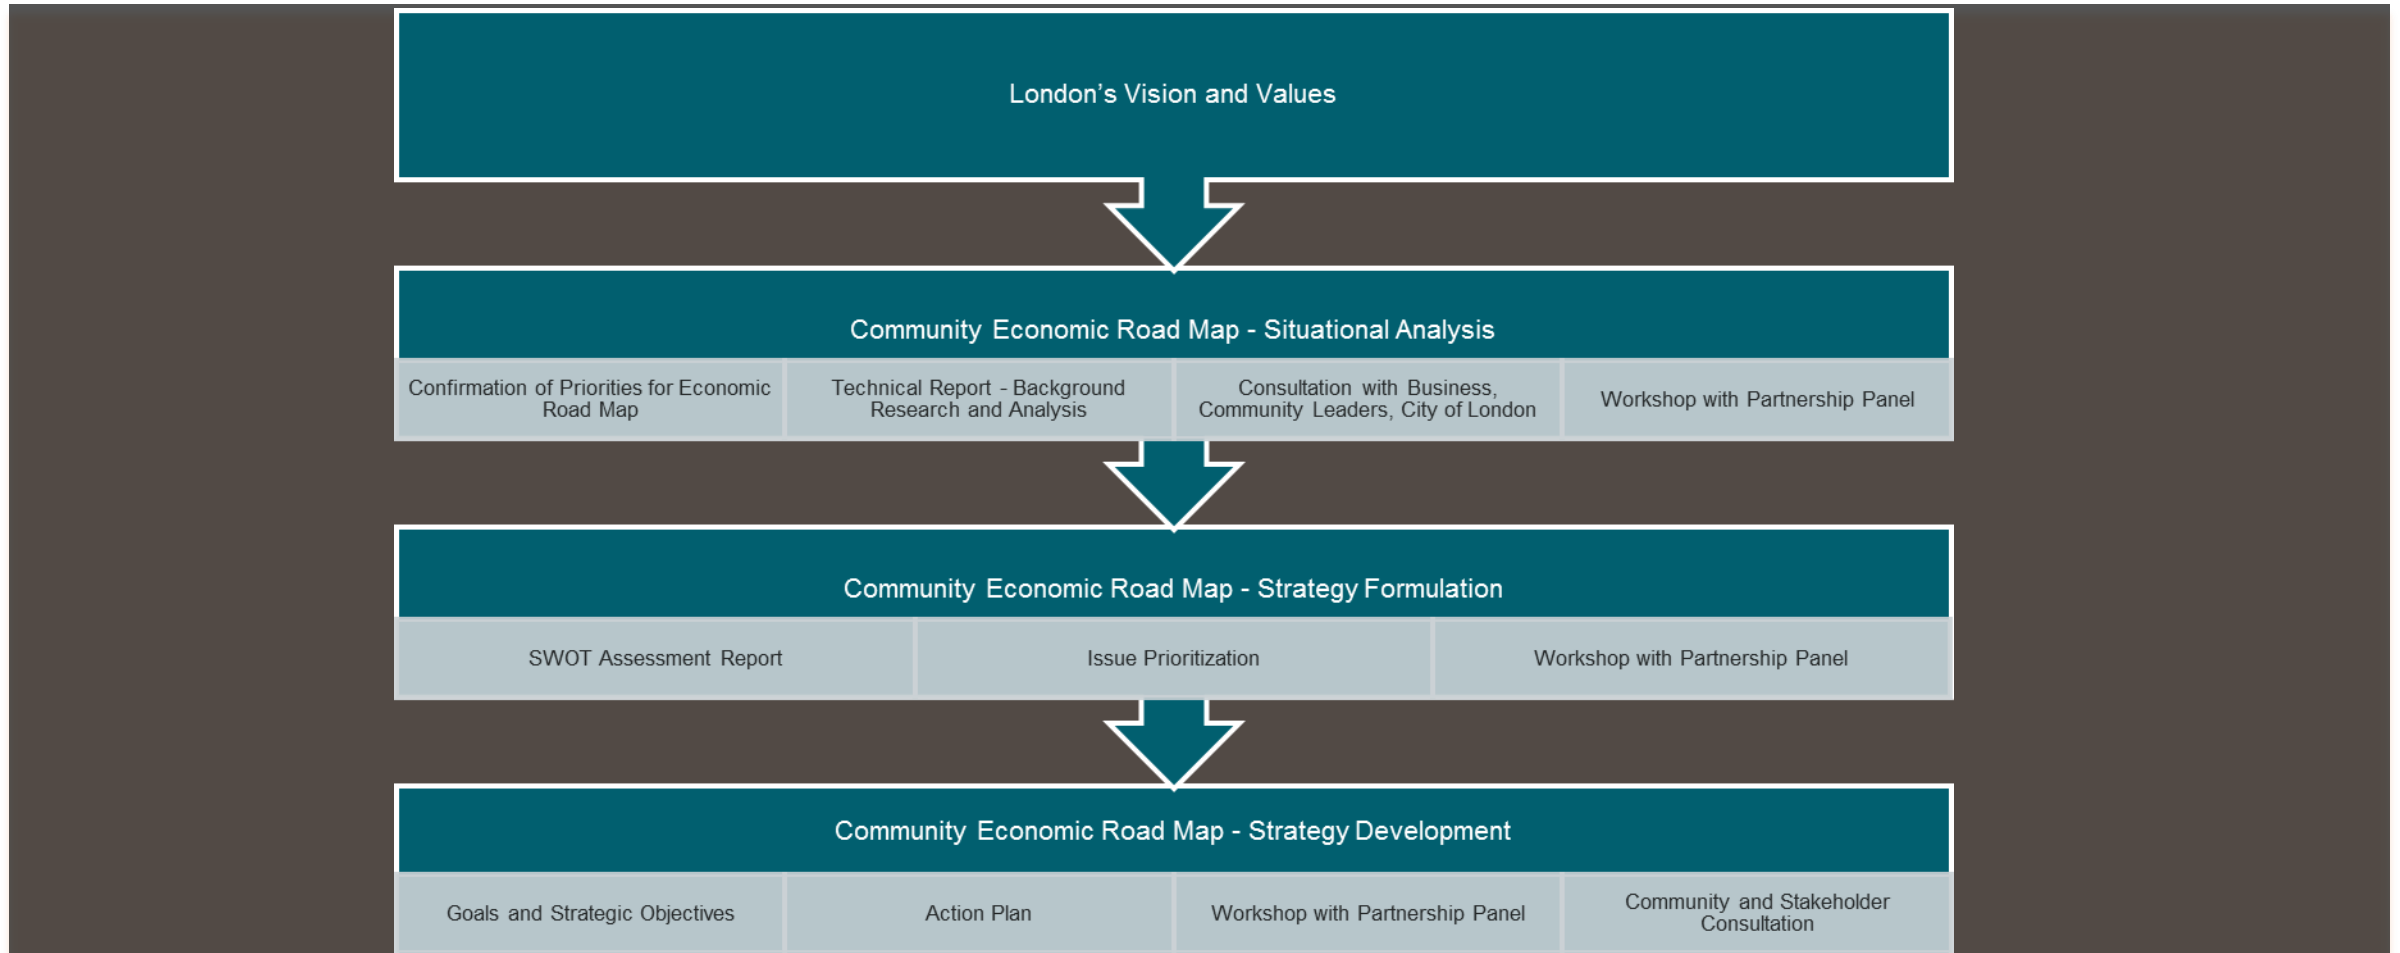 London’s Vision and Values
Community Economic Road Map - Situational Analysis
Confirmation of Priorities for Economic
Road Map
Technical Report - Background
Research and Analysis
Consultation with Business,
Community Leaders, City of London
Workshop with Partnership Panel
Community Economic Road Map - Strategy Formulation
SWOT Assessment Report
Issue Prioritization
Workshop with Partnership Panel
Community Economic Road Map - Strategy Development
Goals and Strategic Objectives
Action Plan
Workshop with Partnership Panel
Community and Stakeholder
Consultation